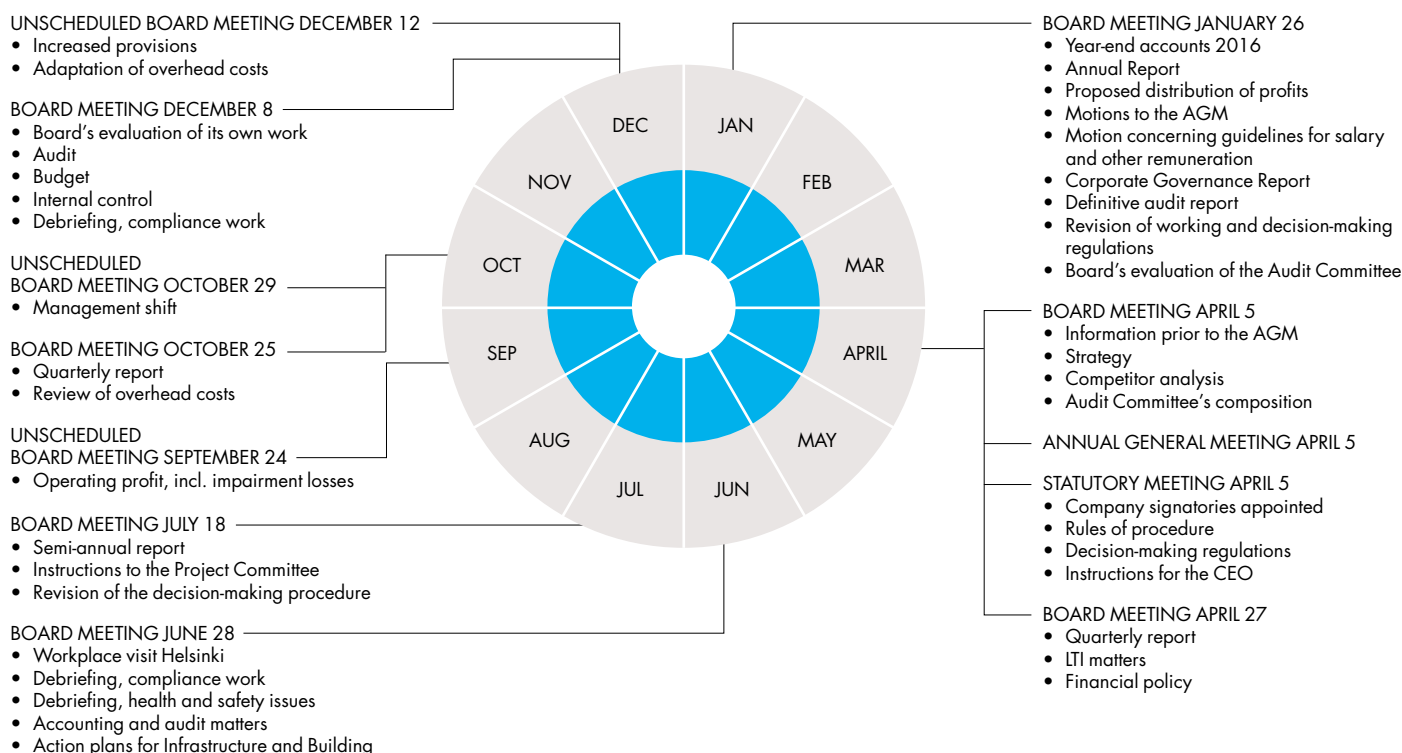 UNSCHEDULED BOARD MEETING DECEMBER 12
• Increased provisions
• Adaptation of overhead costs
BOARD MEETING DECEMBER 8
• Board’s evaluation of its own work
• Audit
• Budget
• Internal control
• Debriefing, compliance work
UNSCHEDULED
BOARD MEETING OCTOBER 29
• Management shift
BOARD MEETING OCTOBER 25
• Quarterly report
• Review of overhead costs
UNSCHEDULED
BOARD MEETING SEPTEMBER 24
• Operating profit, incl. impairment losses
BOARD MEETING JULY 18
• Semi-annual report
• Instructions to the Project Committee
• Revision of the decision-making procedure
BOARD MEETING JUNE 28
• Workplace visit Helsinki
• Debriefing, compliance work
• Debriefing, health and safety issues
• Accounting and audit matters
• Action plans for Infrastructure and Building
JAN
FEB
MAR
APRIL
MAY
JUN
JUL
AUG
SEP
OCT
NOV
DEC
BOARD MEETING JANUARY 26
• Year-end accounts 2016
• Annual Report
• Proposed distribution of profits
• Motions to the AGM
• Motion concerning guidelines for salary
and other remuneration
• Corporate Governance Report
• Definitive audit report
• Revision of working and decision-making
regulations
• Board’s evaluation of the Audit Committee
BOARD MEETING APRIL 5
• Information prior to the AGM
• Strategy
• Competitor analysis
• Audit Committee’s composition
ANNUAL GENERAL MEETING APRIL 5
STATUTORY MEETING APRIL 5
• Company signatories appointed
• Rules of procedure
• Decision-making regulations
• Instructions for the CEO
BOARD MEETING APRIL 27
• Quarterly report
• LTI matters
• Financial policy